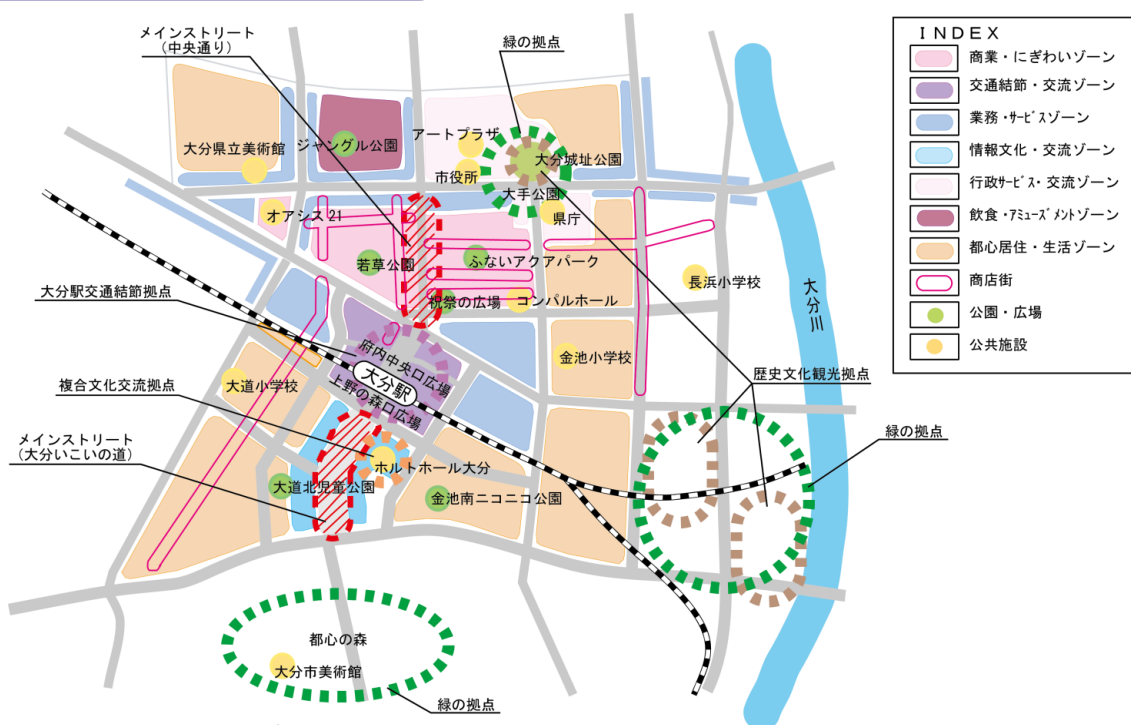 メインストリート
(中央通り)
緑の拠点
大分県立美術館
ジャングル公園
アートプラザ
市役所
大分城址公園
大手公園
県庁
オアシス21
若草公園
ふないアクアパーク
祝祭の広場
コンパルホール
長浜小学校
大分川
大分駅交通結節拠点
府内中央口広場
大分駅
上野の森口広場
金池小学校
歴史文化観光拠点
複合文化交流拠点
大道小学校
緑の拠点
メインストリート
(大分いこいの道)
ホルトホール大分
大道北児童公園
金池南ニコニコ公園
都心の森
大分市美術館
緑の拠点
INDEX
商業・にぎわいゾーン
交通結節・交流ゾーン
業務・サービスゾーン
情報文化・交流ゾーン
行政サービス・交流ゾーン
飲食・アミューズメントゾーン
都心居住・生活ゾーン
商店街
公園・広場
公共施設